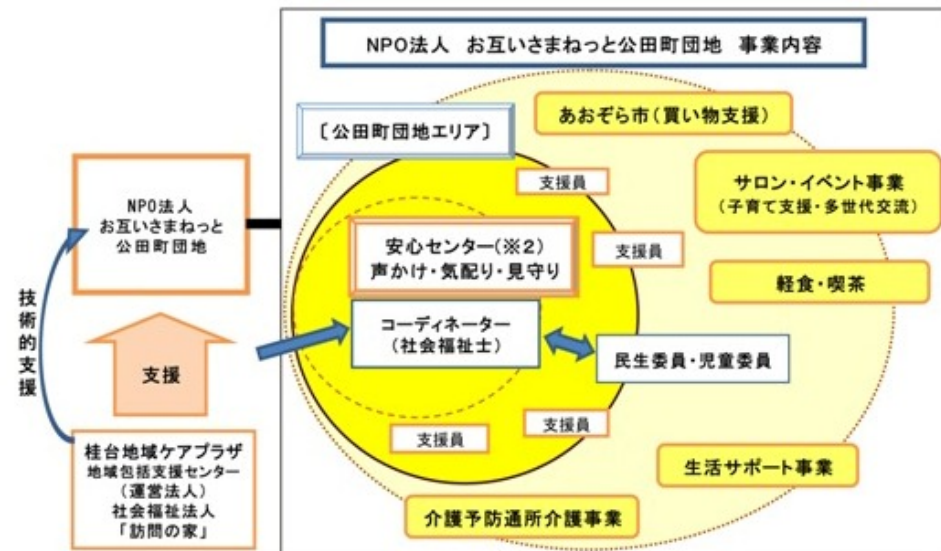 NPO法人 お互いさまねっと公田町団地 事業内容
〔公田町団地エリア〕
あおぞら市（買い物支援）
支援員
サロン・イベント事業
（子育て支援・多世代交流）
NPO法人
お互いさまねっと
公田町団地
安心センター（※2）
声かけ・気配り・見守り
支援員
軽食・喫茶
コーディネーター
（社会福祉士）
民生委員・児童委員
技術的支援
支援
支援員
支援員
桂台地域ケアプラザ
地域包括支援センター
（運営法人）
社会福祉法人
「訪問の家」
生活サポート事業
介護予防通所介護事業